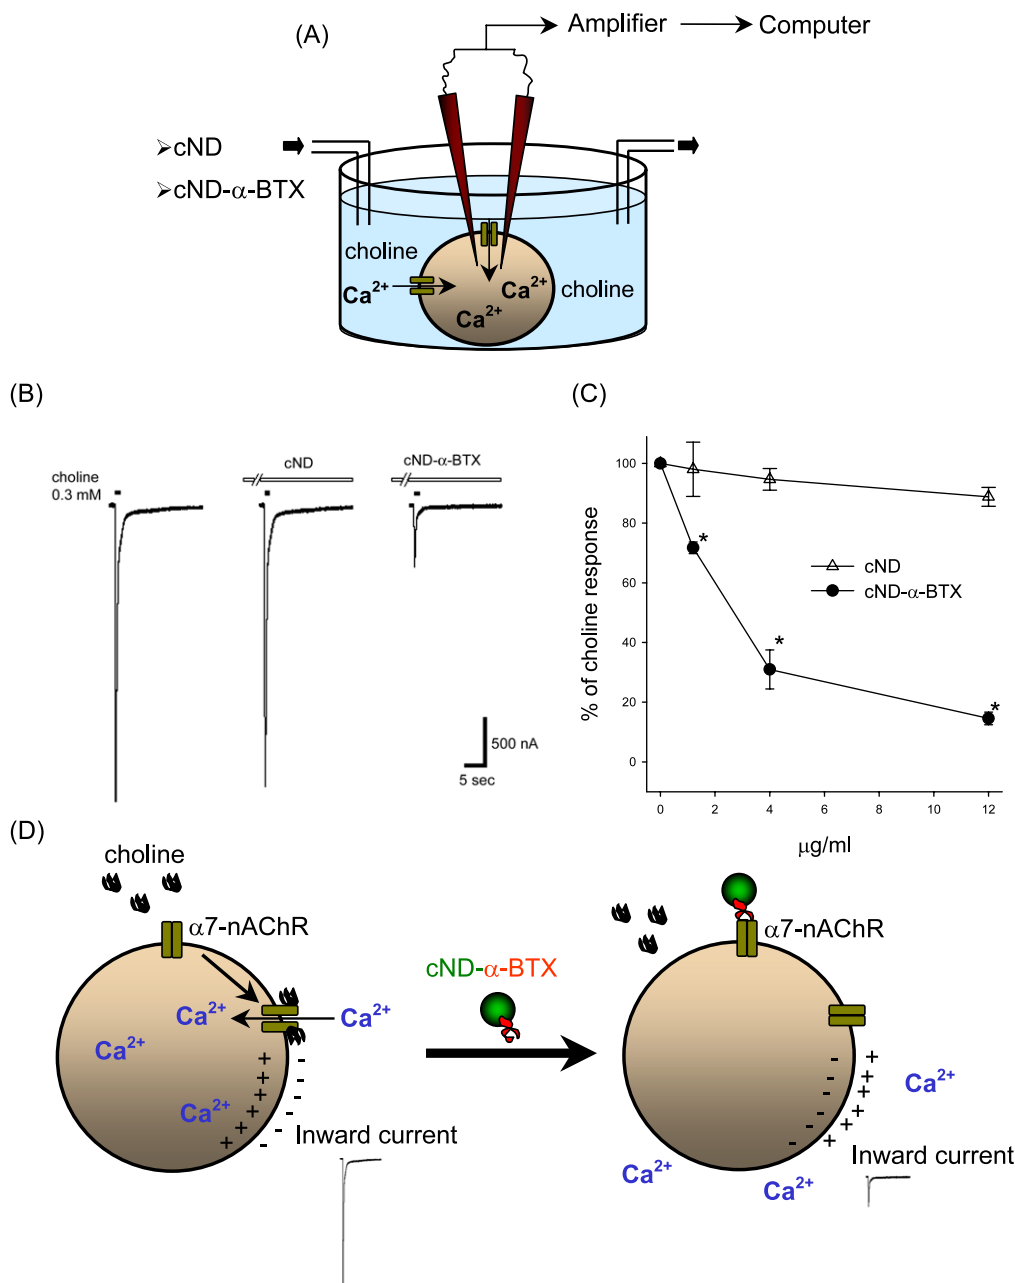 (A)
Amplifier
Computer
➢cND
➢cND-α-BTX
choline
Ca2+
Ca2+
choline
Ca2+
(B)
choline
0.3 mM
cND
cND-α-BTX
500 nA
5 sec
(C)
% of choline response
100
80
60
40
20
0
*
*
*
cND
cND-α-BTX
0
2
4
6
8
10
12
μg/ml
(D)
choline
α7-nAChR
Ca2+
Ca2+
Ca2+
Ca2+
+ + + + + +
- - - - - - -
Inward current
cND-α-BTX
α7-nAChR
Ca2+
- - - - - -
+ + + + + +
Inward current
Ca2+
Ca2+